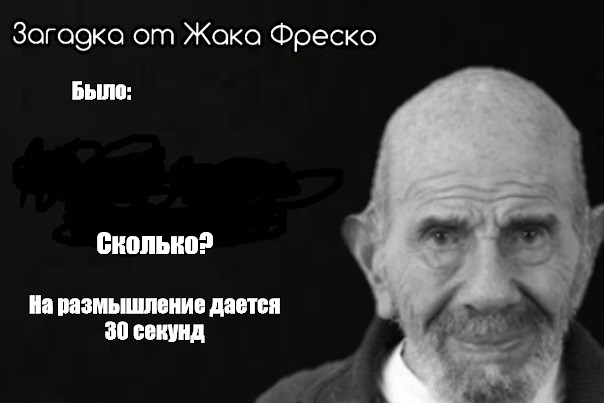 Загадка от Жака Фреско
Было:
Сколько?
На размышление дается
30 секунд